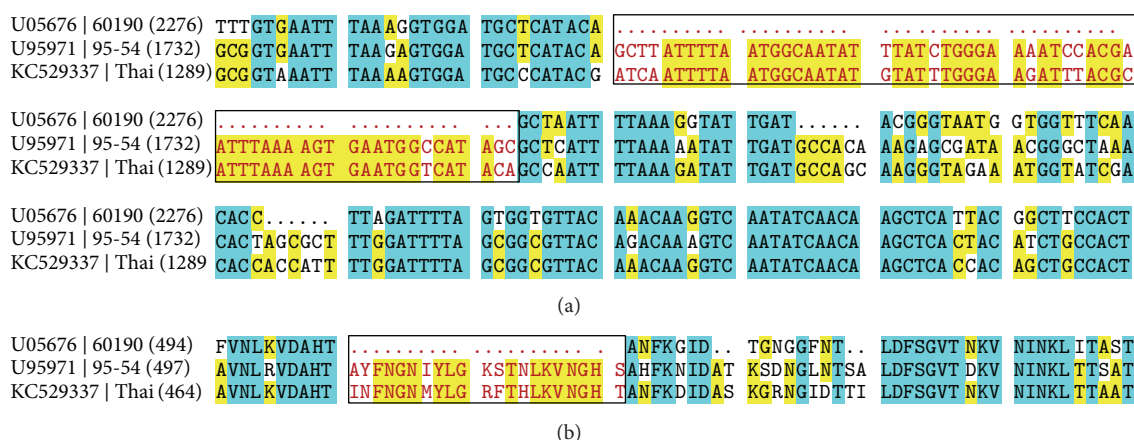 U05676 | 60190 (2276) TTTGTGAATT TAAAGGTGGA TGCTCATACA .......... .......... .......... ..........
U95971 | 95-54 (1732) GCGGTGAATT TAAGAGTGGA TGCTCATACA GCTTATTTTA ATGGCAATAT TTATCTGGGA AAATCCACGA
KC529337 | Thai (1289) GCGGTAAATT TAAAAGTGGA TGCCCATACG ATCAATTTTA ATGGCAATAT GTATTTGGGA AGATTTACGC
U05676 | 60190 (2276) .......... .......... ...GCTAATT TTAAAGGTAT TGAT...... ACGGGTAATG GTGGTTTCAA
U95971 | 95-54 (1732) ATTTAAAAGT GAATGGCCAT AGCGCTCATT TTAAAAATAT TGATGCCACA AAGAGCGATA ACGGGCTAAA
KC529337 | Thai (1289) ATTTAAAAGT GAATGGTCAT ACAGCCAATT TTAAAGATAT TGATGCCAGC AAGGGTAGAA ATGGTATCGA
U05676 | 60190 (2276) CACC...... TTAGATTTTA GTGGTGTTAC AAACAAGGTC AATATCAACA AGCTCATTAC GGCTTCCACT
U95971 | 95-54 (1732) CACTAGCGCT TTGGATTTTA GCGGCGTTAC AGACAAAGTC AATATCAACA AGCTCACTAC ATCTGCCACT
KC529337 | Thai (1289 CACCACCATT TTGGATTTTA GCGGCGTTAC AAACAAGGTC AATATCAACA AGCTCACCAC AGCTGCCACT
(a)
U05676 | 60190 (494) FVNLKVDAHT .......... .......... .ANFKGID.. TGNGGFNT.. LDFSGVTNKV NINKLITAST
U95971 | 95-54 (497) AVNLRVDAHT AYFNGNIYLG KSTNLKVNGH SAHFKNIDAT KSDNGLNTSA LDFSGVTDKV NINKLTTSAT
KC529337 | Thai (464) AVNLKVDAHT INFNGNMYLG RFTHLKVNGH TANFKDIDAS KGRNGIDTTI LDFSGVTNKV NINKLTTAAT
(b)